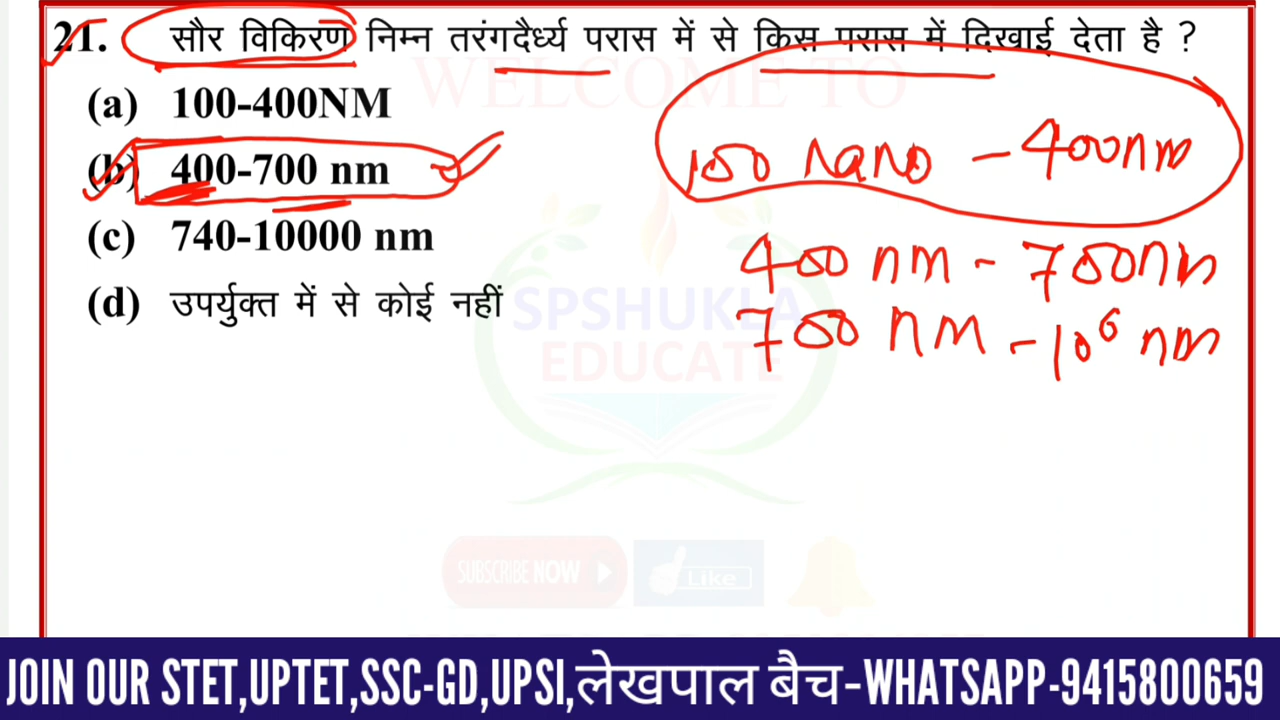 21. सौर विकिरण निम्न तरंगदैर्ध्य परास में से किस परास में दिखाई देता है ?
WELCOME TO
(a) 100-400NM
100 nano - 400nm
(b) 400-700 nm
(c) 740-10000 nm
400 nm - 700nm
(d) उपर्युक्त में से कोई नहीं
SPSHUKLA
700 nm - 10⁶ nm
EDUCATE
SUBSCRIBE NOW
Like
JOIN OUR STET,UPTET,SSC-GD,UPSI,लेखपाल बैच-WHATSAPP-9415800659